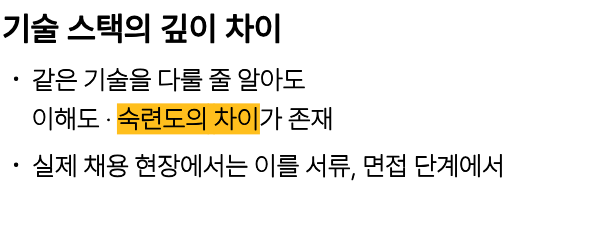 기술 스택의 깊이 차이
• 같은 기술을 다룰 줄 알아도
이해도 · 숙련도의 차이가 존재
• 실제 채용 현장에서는 이를 서류, 면접 단계에서